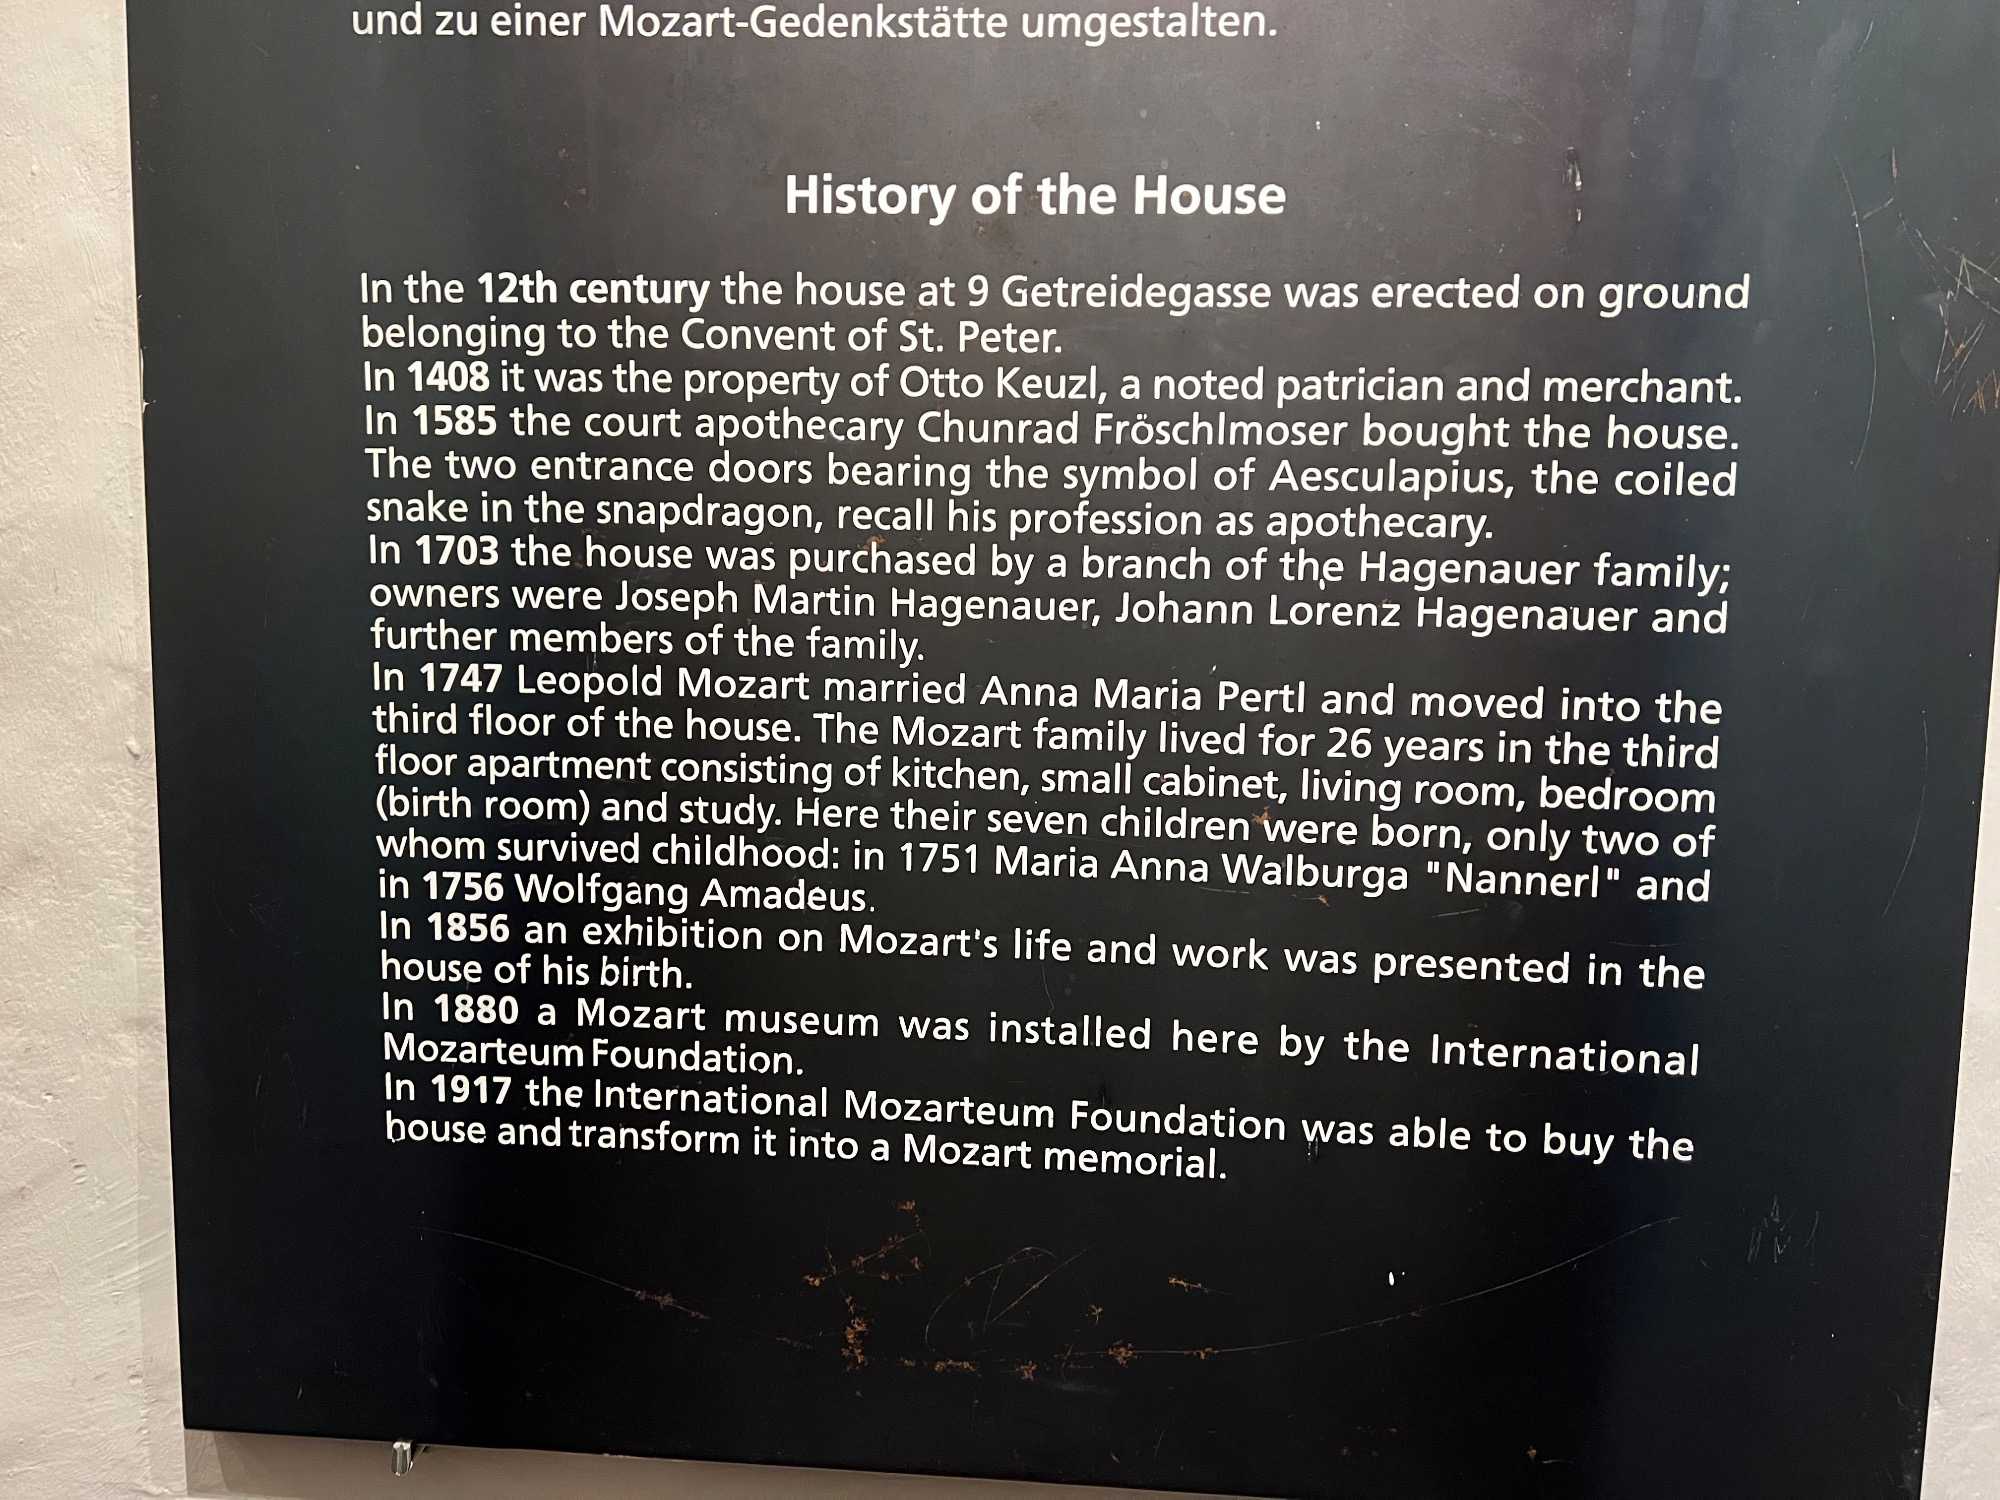 und zu einer Mozart-Gedenkstätte umgestalten.
History of the House
In the 12th century the house at 9 Getreidegasse was erected on ground
belonging to the Convent of St. Peter.
In 1408 it was the property of Otto Keuzl, a noted patrician and merchant.
In 1585 the court apothecary Chunrad Fröschlmoser bought the house.
The two entrance doors bearing the symbol of Aesculapius, the coiled
snake in the snapdragon, recall his profession as apothecary.
In 1703 the house was purchased by a branch of the Hagenauer family;
owners were Joseph Martin Hagenauer, Johann Lorenz Hagenauer and
further members of the family.
In 1747 Leopold Mozart married Anna Maria Pertl and moved into the
third floor of the house. The Mozart family lived for 26 years in the third
floor apartment consisting of kitchen, small cabinet, living room, bedroom
(birth room) and study. Here their seven children were born, only two of
whom survived childhood: in 1751 Maria Anna Walburga "Nannerl" and
in 1756 Wolfgang Amadeus.
In 1856 an exhibition on Mozart's life and work was presented in the
house of his birth.
In 1880 a Mozart museum was installed here by the International
Mozarteum Foundation.
In 1917 the International Mozarteum Foundation was able to buy the
house and transform it into a Mozart memorial.